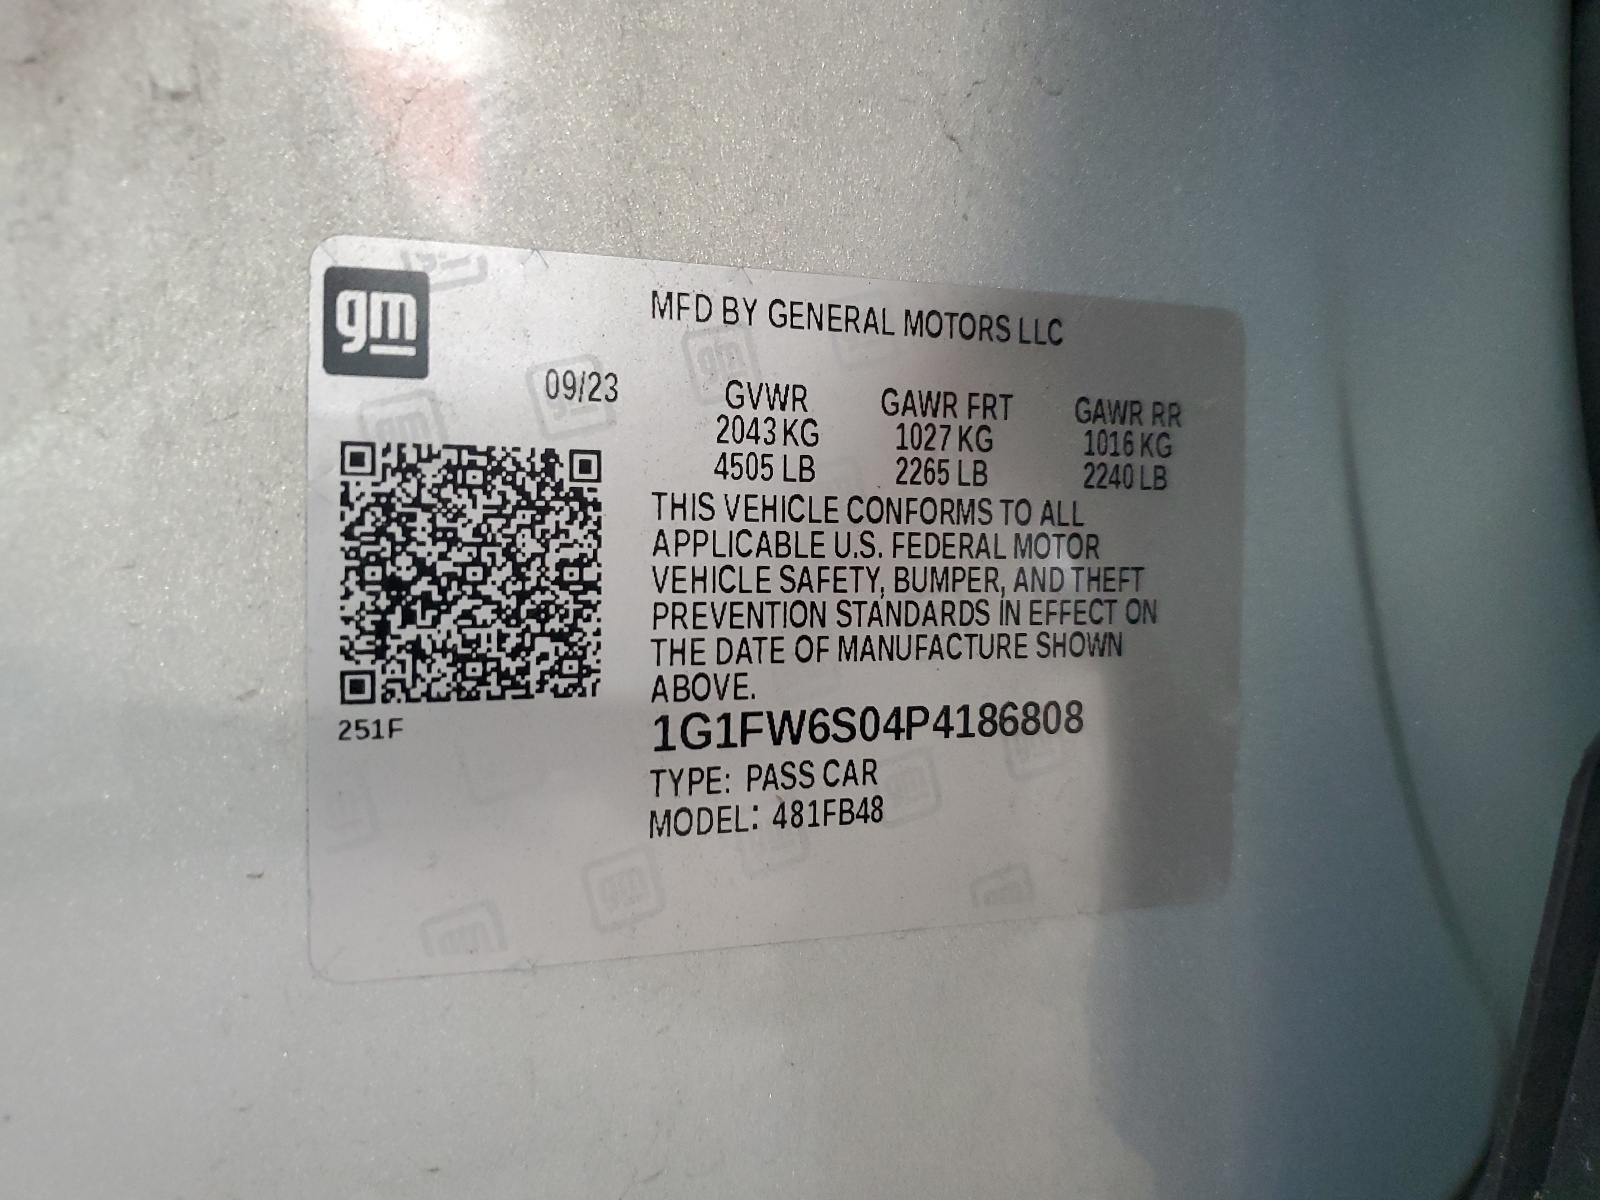 gm
MFD BY GENERAL MOTORS LLC
09/23
GVWR GAWR FRT GAWR RR
2043 KG 1027 KG 1016 KG
4505 LB 2265 LB 2240 LB
THIS VEHICLE CONFORMS TO ALL
APPLICABLE U.S. FEDERAL MOTOR
VEHICLE SAFETY, BUMPER, AND THEFT
PREVENTION STANDARDS IN EFFECT ON
THE DATE OF MANUFACTURE SHOWN
ABOVE.
251F
1G1FW6S04P4186808
TYPE: PASS CAR
MODEL: 481FB48